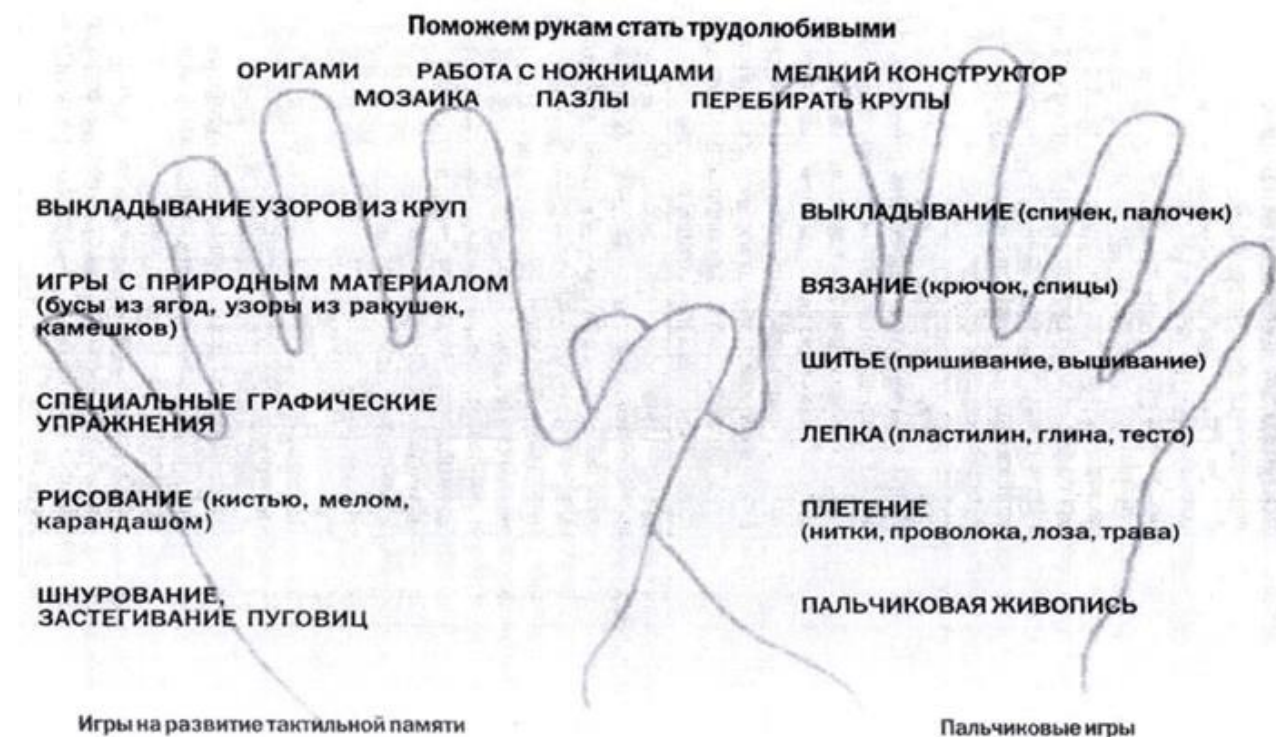 Поможем рукам стать трудолюбивыми
ОРИГАМИ РАБОТА С НОЖНИЦАМИ МЕЛКИЙ КОНСТРУКТОР
МОЗАИКА ПАЗЛЫ ПЕРЕБИРАТЬ КРУПЫ
ВЫКЛАДЫВАНИЕ УЗОРОВ ИЗ КРУП
ИГРЫ С ПРИРОДНЫМ МАТЕРИАЛОМ
(бусы из ягод, узоры из ракушек,
камешков)
СПЕЦИАЛЬНЫЕ ГРАФИЧЕСКИЕ
УПРАЖНЕНИЯ
РИСОВАНИЕ (кистью, мелом,
карандашом)
ШНУРОВАНИЕ,
ЗАСТЕГИВАНИЕ ПУГОВИЦ
Игры на развитие тактильной памяти
ВЫКЛАДЫВАНИЕ (спичек, палочек)
ВЯЗАНИЕ (крючок, спицы)
ШИТЬЕ (пришивание, вышивание)
ЛЕПКА (пластилин, глина, тесто)
ПЛЕТЕНИЕ
(нитки, проволока, лоза, трава)
ПАЛЬЧИКОВАЯ ЖИВОПИСЬ
Пальчиковые игры